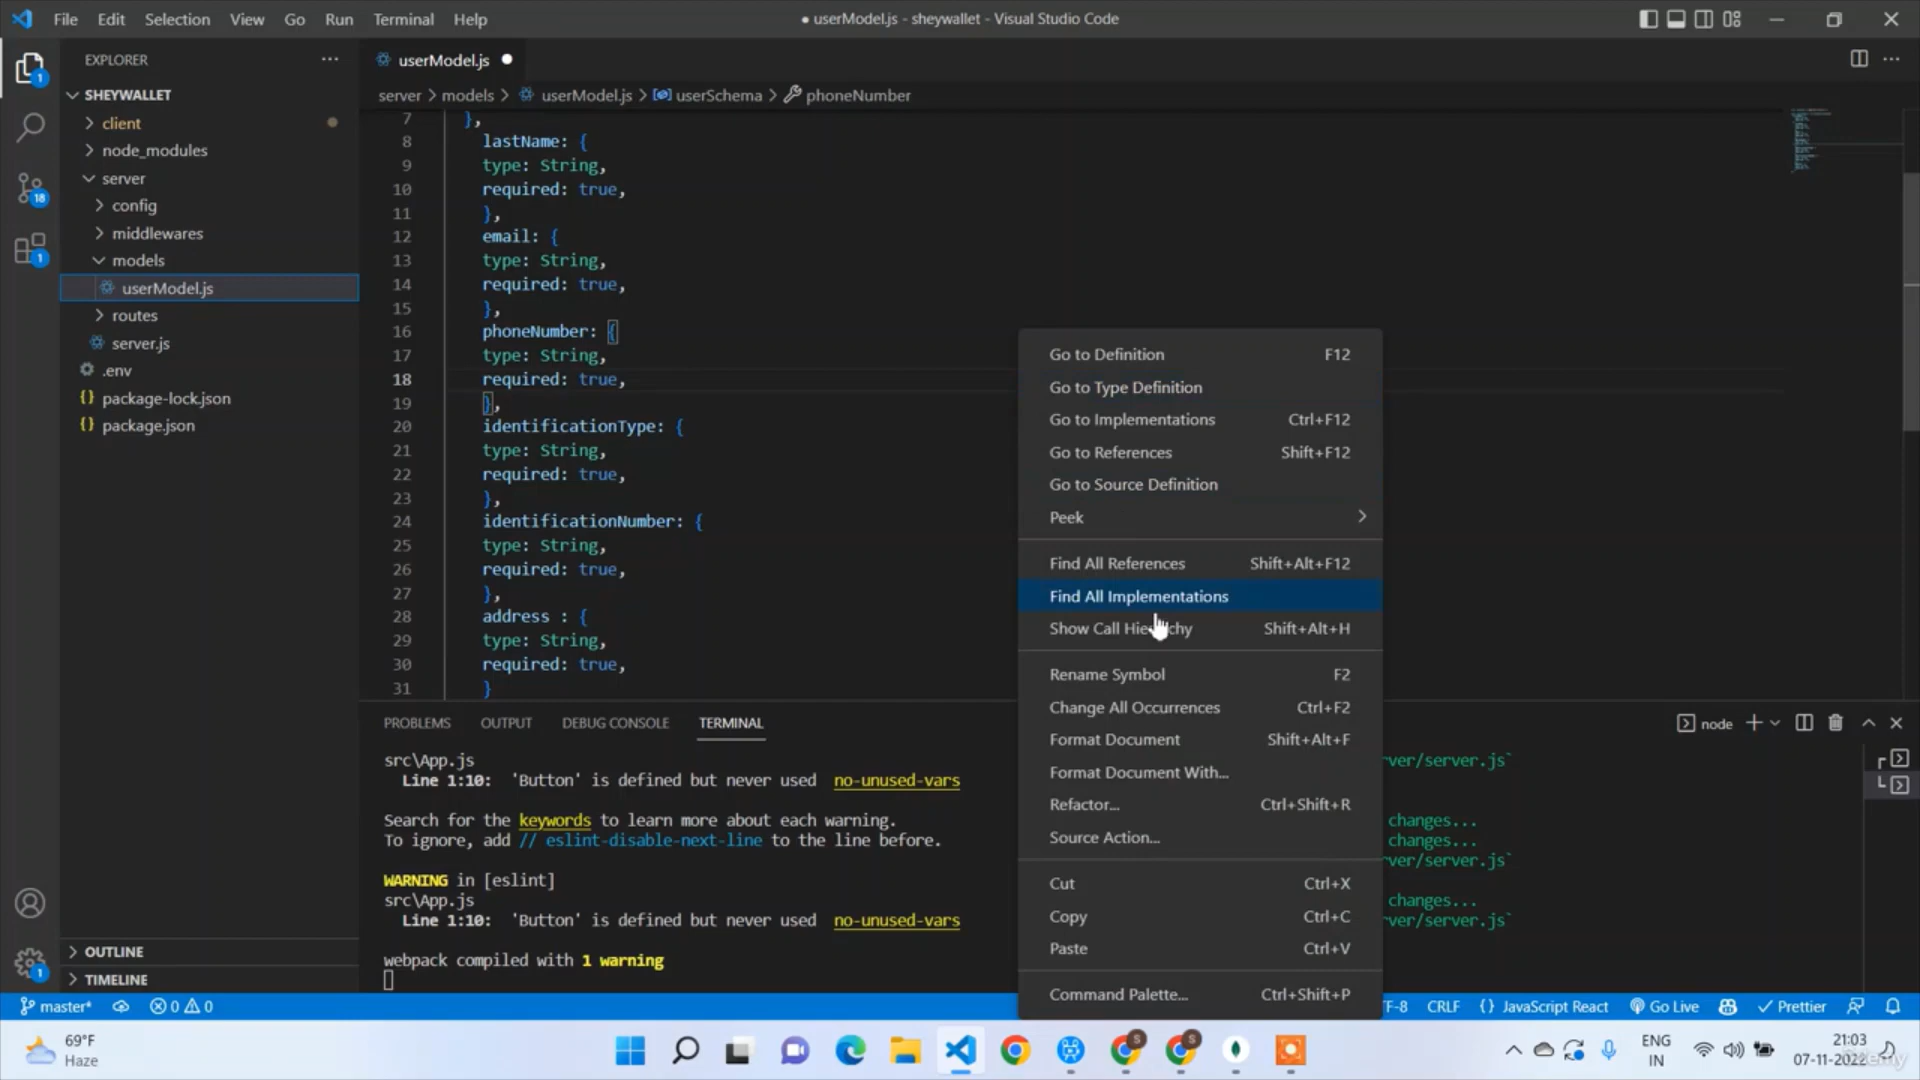 File Edit Selection View Go Run Terminal Help
● userModel.js - sheywallet - Visual Studio Code
EXPLORER
SHEYWALLET
client
node_modules
server
config
middlewares
models
userModel.js
routes
server.js
.env
package-lock.json
package.json
OUTLINE
TIMELINE
1
18
1
1
userModel.js
server > models > userModel.js > userSchema > phoneNumber
7 },
8 lastName: {
9 type: String,
10 required: true,
11 },
12 email: {
13 type: String,
14 required: true,
15 },
16 phoneNumber: {
17 type: String,
18 required: true,
19 },
20 identificationType: {
21 type: String,
22 required: true,
23 },
24 identificationNumber: {
25 type: String,
26 required: true,
27 },
28 address : {
29 type: String,
30 required: true,
31 }
Go to Definition F12
Go to Type Definition
Go to Implementations Ctrl+F12
Go to References Shift+F12
Go to Source Definition
Peek
Find All References Shift+Alt+F12
Find All Implementations
Show Call Hie chy Shift+Alt+H
Rename Symbol F2
Change All Occurrences Ctrl+F2
Format Document Shift+Alt+F
Format Document With...
Refactor... Ctrl+Shift+R
Source Action...
Cut Ctrl+X
Copy Ctrl+C
Paste Ctrl+V
Command Palette... Ctrl+Shift+P
PROBLEMS OUTPUT DEBUG CONSOLE TERMINAL
node
src\App.js
Line 1:10: 'Button' is defined but never used no-unused-vars
Search for the keywords to learn more about each warning.
To ignore, add // eslint-disable-next-line to the line before.
WARNING in [eslint]
src\App.js
Line 1:10: 'Button' is defined but never used no-unused-vars
webpack compiled with 1 warning
rver/server.js`
changes...
changes...
rver/server.js`
changes...
rver/server.js`
master* 0 0
TF-8 CRLF {} JavaScript React Go Live Prettier
69°F
Haze
S
S
ENG
IN
21:03
07-11-2022